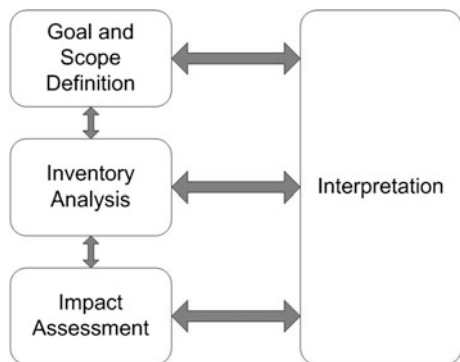 Goal and
Scope
Definition
Inventory
Analysis
Impact
Assessment
Interpretation